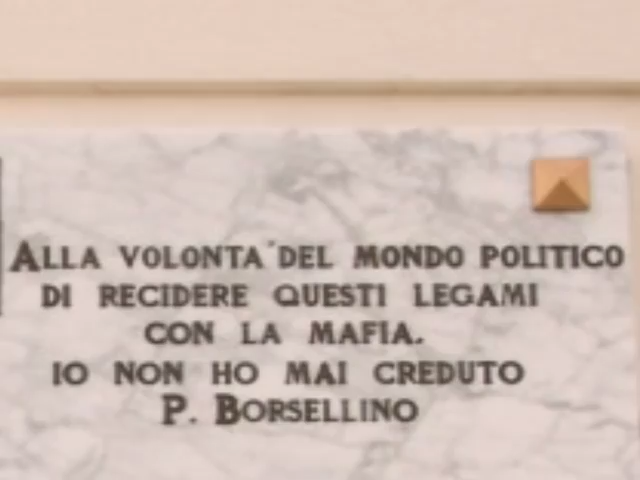 ALLA VOLONTA' DEL MONDO POLITICO
DI RECIDERE QUESTI LEGAMI
CON LA MAFIA.
IO NON HO MAI CREDUTO
P. BORSELLINO